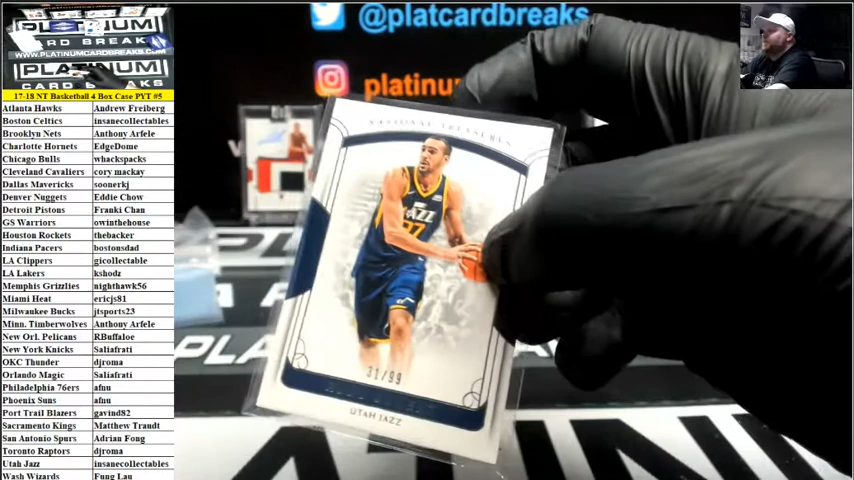 @platcardbreaks
platinu
PLATINUM
CARD BREAKS
WWW.PLATINUMCARDBREAKS.COM
PLATINUM
CARD BREAKS
17-18 NT Basketball 4 Box Case PYT #5
Atlanta Hawks Andrew Freiberg
Boston Celtics insanecollectables
Brooklyn Nets Anthony Arfele
Charlotte Hornets EdgeDome
Chicago Bulls whackspacks
Cleveland Cavaliers cory mackay
Dallas Mavericks soonerkj
Denver Nuggets Eddie Chow
Detroit Pistons Franki Chan
GS Warriors owinthehouse
Houston Rockets thebacker
Indiana Pacers bostonsdad
LA Clippers gicollectable
LA Lakers kshodz
Memphis Grizzlies nighthawk56
Miami Heat ericjs81
Milwaukee Bucks jtsports23
Minn. Timberwolves Anthony Arfele
New Orl. Pelicans RBuffaloe
New York Knicks Saliafrati
OKC Thunder djroma
Orlando Magic Saliafrati
Philadelphia 76ers afnu
Phoenix Suns afnu
Port Trail Blazers gavind82
Sacramento Kings Matthew Traudt
San Antonio Spurs Adrian Fong
Toronto Raptors djroma
Utah Jazz insanecollectables
Wash Wizards Fung Lau
NATIONAL TREASURES
JAZZ
27
31/99
UTAH JAZZ
PLAT